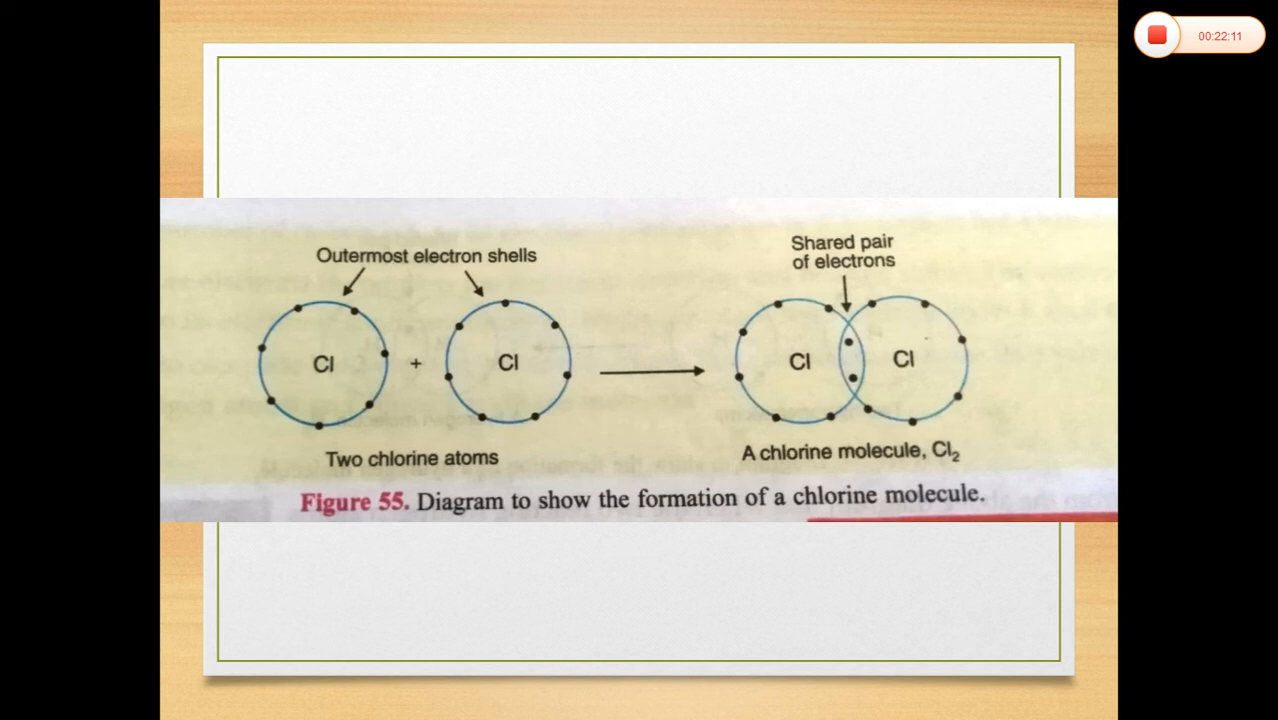 00:22:11
Outermost electron shells
Shared pair
of electrons
Cl
+
Cl
Cl
Cl
Two chlorine atoms
A chlorine molecule, Cl₂
Figure 55. Diagram to show the formation of a chlorine molecule.